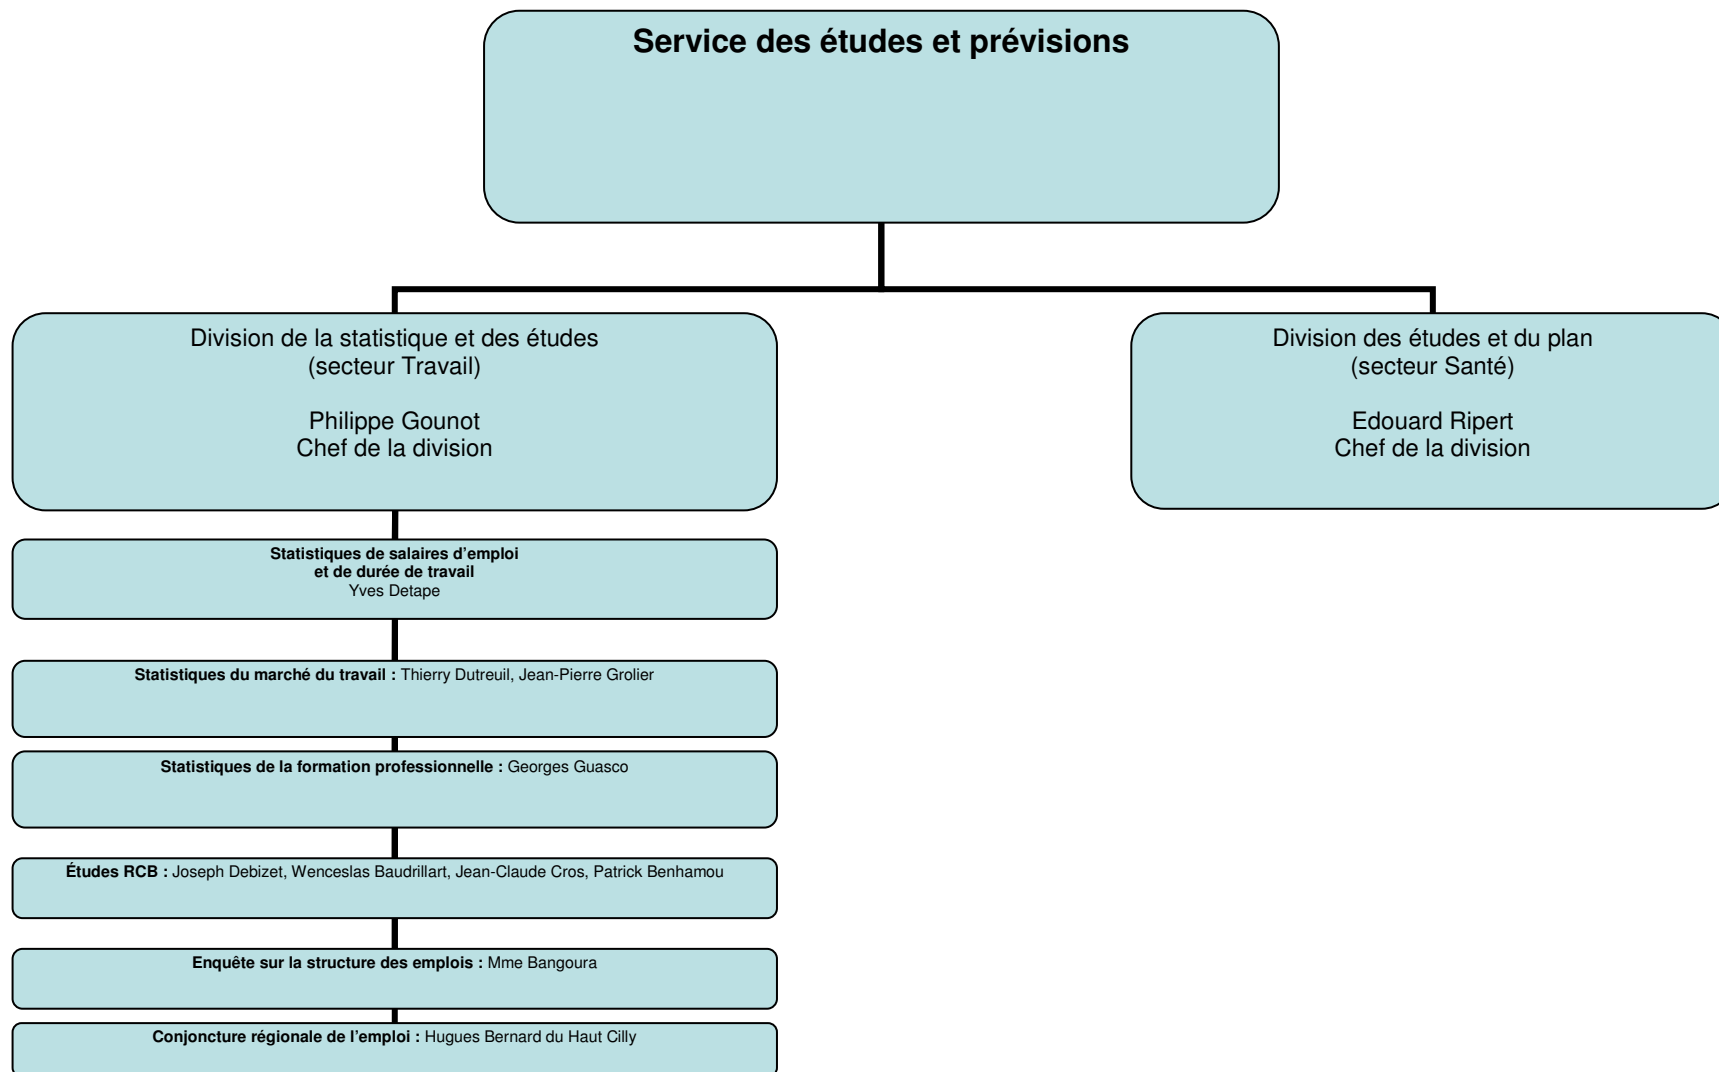 Service des études et prévisions
Division de la statistique et des études
(secteur Travail)
Philippe Gounot
Chef de la division
Division des études et du plan
(secteur Santé)
Edouard Ripert
Chef de la division
Statistiques de salaires d’emploi
et de durée de travail
Yves Detape
Statistiques du marché du travail : Thierry Dutreuil, Jean-Pierre Grolier
Statistiques de la formation professionnelle : Georges Guasco
Études RCB : Joseph Debizet, Wenceslas Baudrillart, Jean-Claude Cros, Patrick Benhamou
Enquête sur la structure des emplois : Mme Bangoura
Conjoncture régionale de l’emploi : Hugues Bernard du Haut Cilly